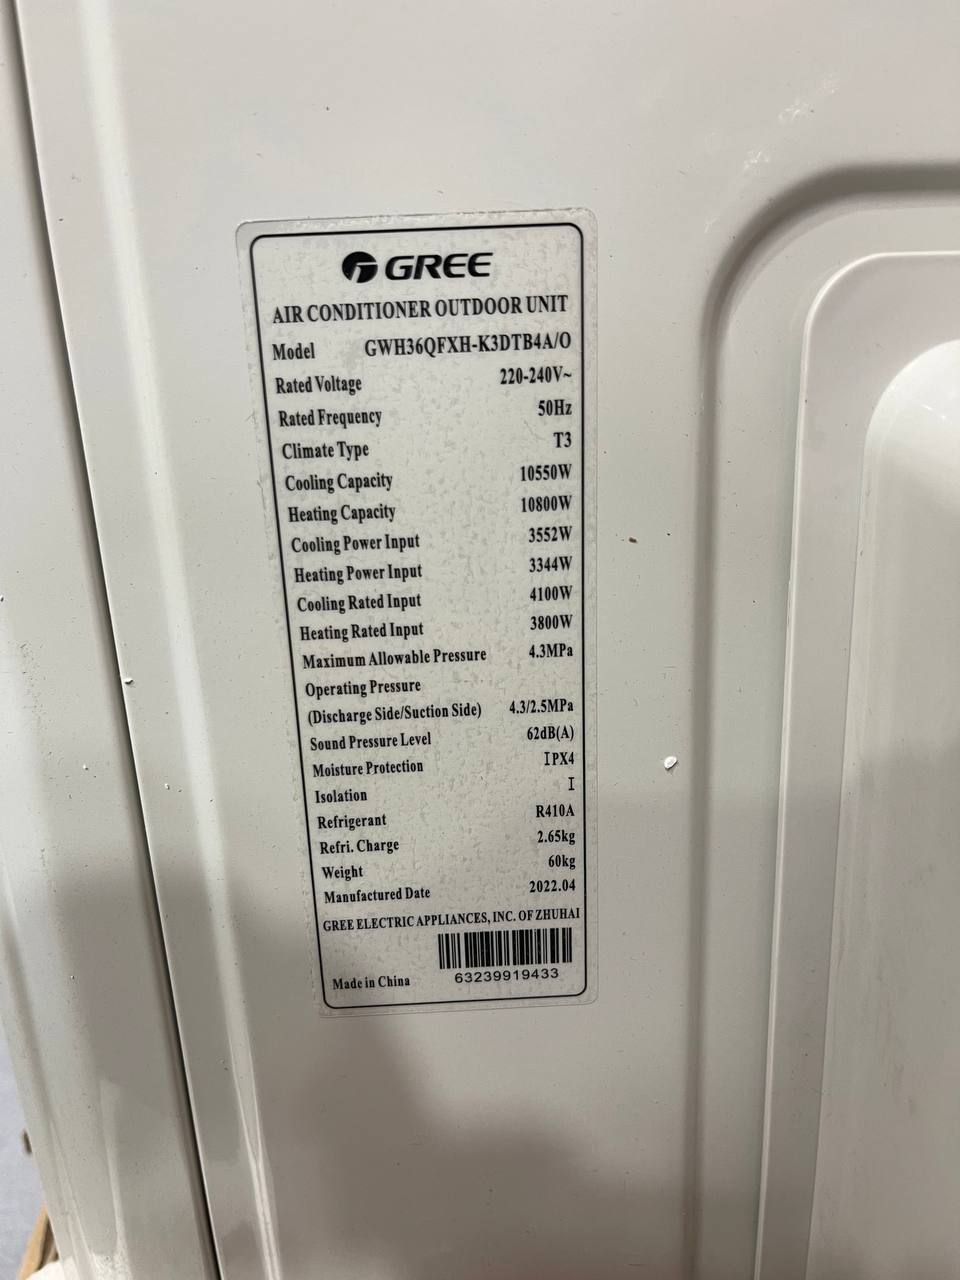 GREE
AIR CONDITIONER OUTDOOR UNIT
Model GWH36QFXH-K3DTB4A/O
Rated Voltage 220-240V~
Rated Frequency 50Hz
Climate Type T3
Cooling Capacity 10550W
Heating Capacity 10800W
Cooling Power Input 3552W
Heating Power Input 3344W
Cooling Rated Input 4100W
Heating Rated Input 3800W
Maximum Allowable Pressure 4.3MPa
Operating Pressure
(Discharge Side/Suction Side) 4.3/2.5MPa
Sound Pressure Level 62dB(A)
Moisture Protection IPX4
Isolation I
Refrigerant R410A
Refri. Charge 2.65kg
Weight 60kg
Manufactured Date 2022.04
GREE ELECTRIC APPLIANCES, INC. OF ZHUHAI
Made in China 63239919433